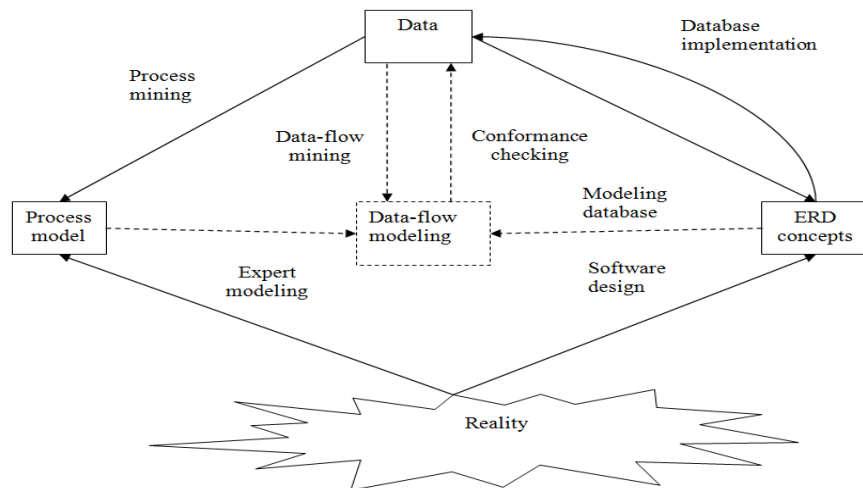 Data
Database
implementation
Process
mining
Data-flow
mining
Conformance
checking
Modeling
database
Process
model
Data-flow
modeling
ERD
concepts
Expert
modeling
Software
design
Reality